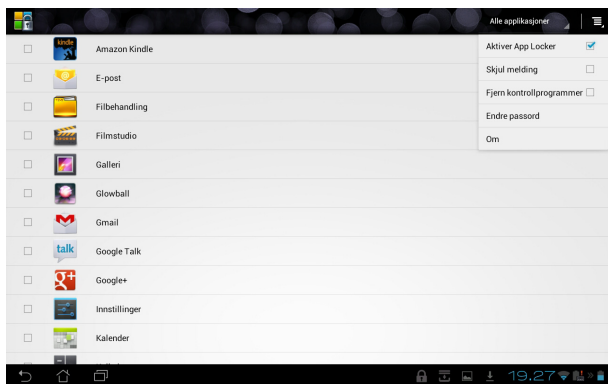 Alle applikasjoner
kindle
Amazon Kindle
Aktiver App Locker
E-post
Skjul melding
Filbehandling
Fjern kontrollprogrammer
Endre passord
Filmstudio
Om
Galleri
Glowball
Gmail
talk
Google Talk
g+
Google+
Innstillinger
Kalender
19.27